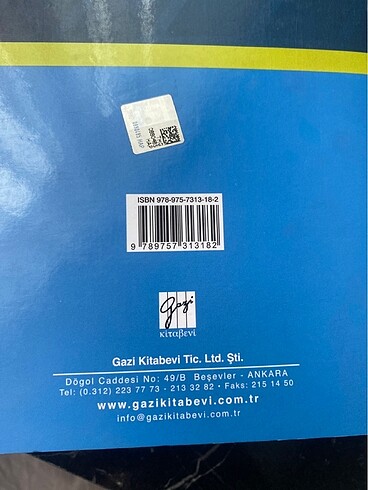 ISBN 978-975-7313-18-2
9 789757 313182
Gazi
kitabevi
Gazi Kitabevi Tic. Ltd. Şti.
Dögol Caddesi No: 49/B Beşevler - ANKARA
Tel: (0.312) 223 77 73 - 213 32 82 • Faks: 215 14 50
www.gazikitabevi.com.tr
info@gazikitabevi.com.tr